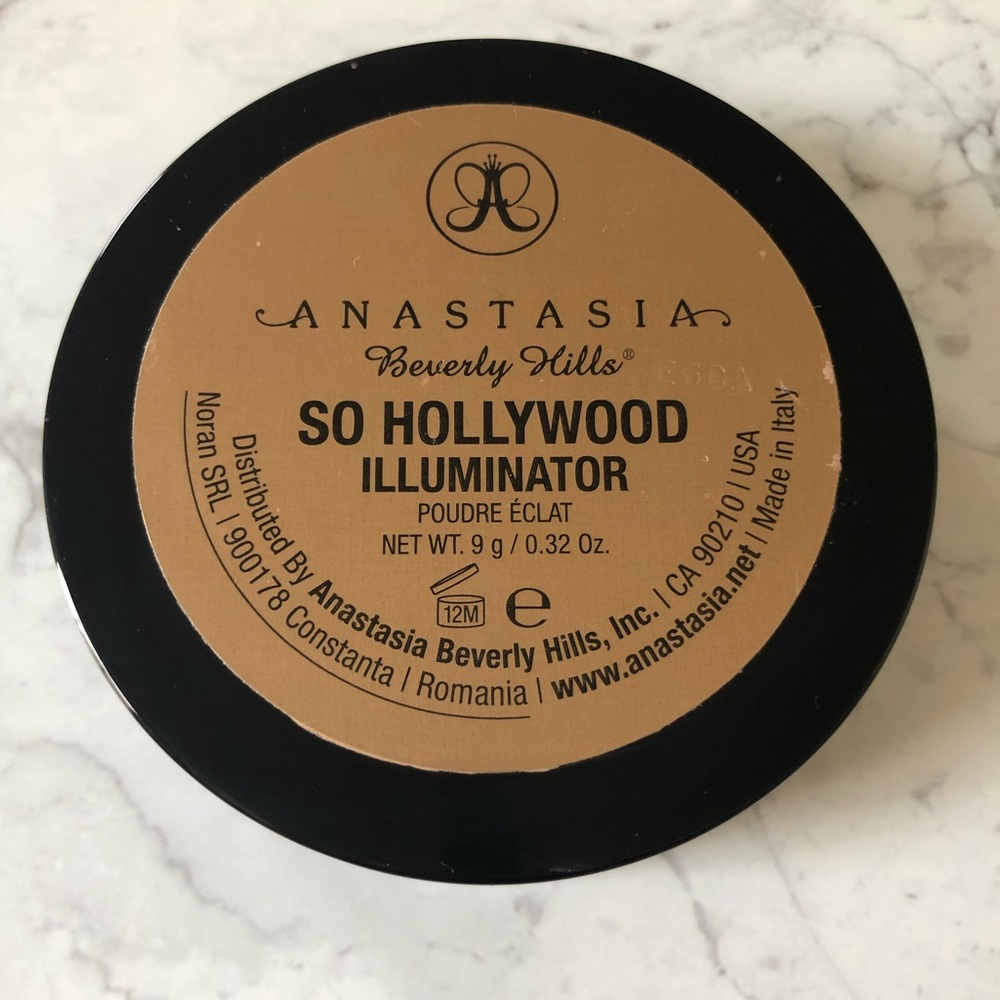 ANASTASIA
Beverly Hills®
SO HOLLYWOOD
ILLUMINATOR
POUDRE ÉCLAT
NET WT. 9 g / 0.32 Oz.
12M e
Distributed By Anastasia Beverly Hills, Inc. | CA 90210 | USA
Noran SRL | 900178 Constanta | Romania | www.anastasia.net | Made in Italy